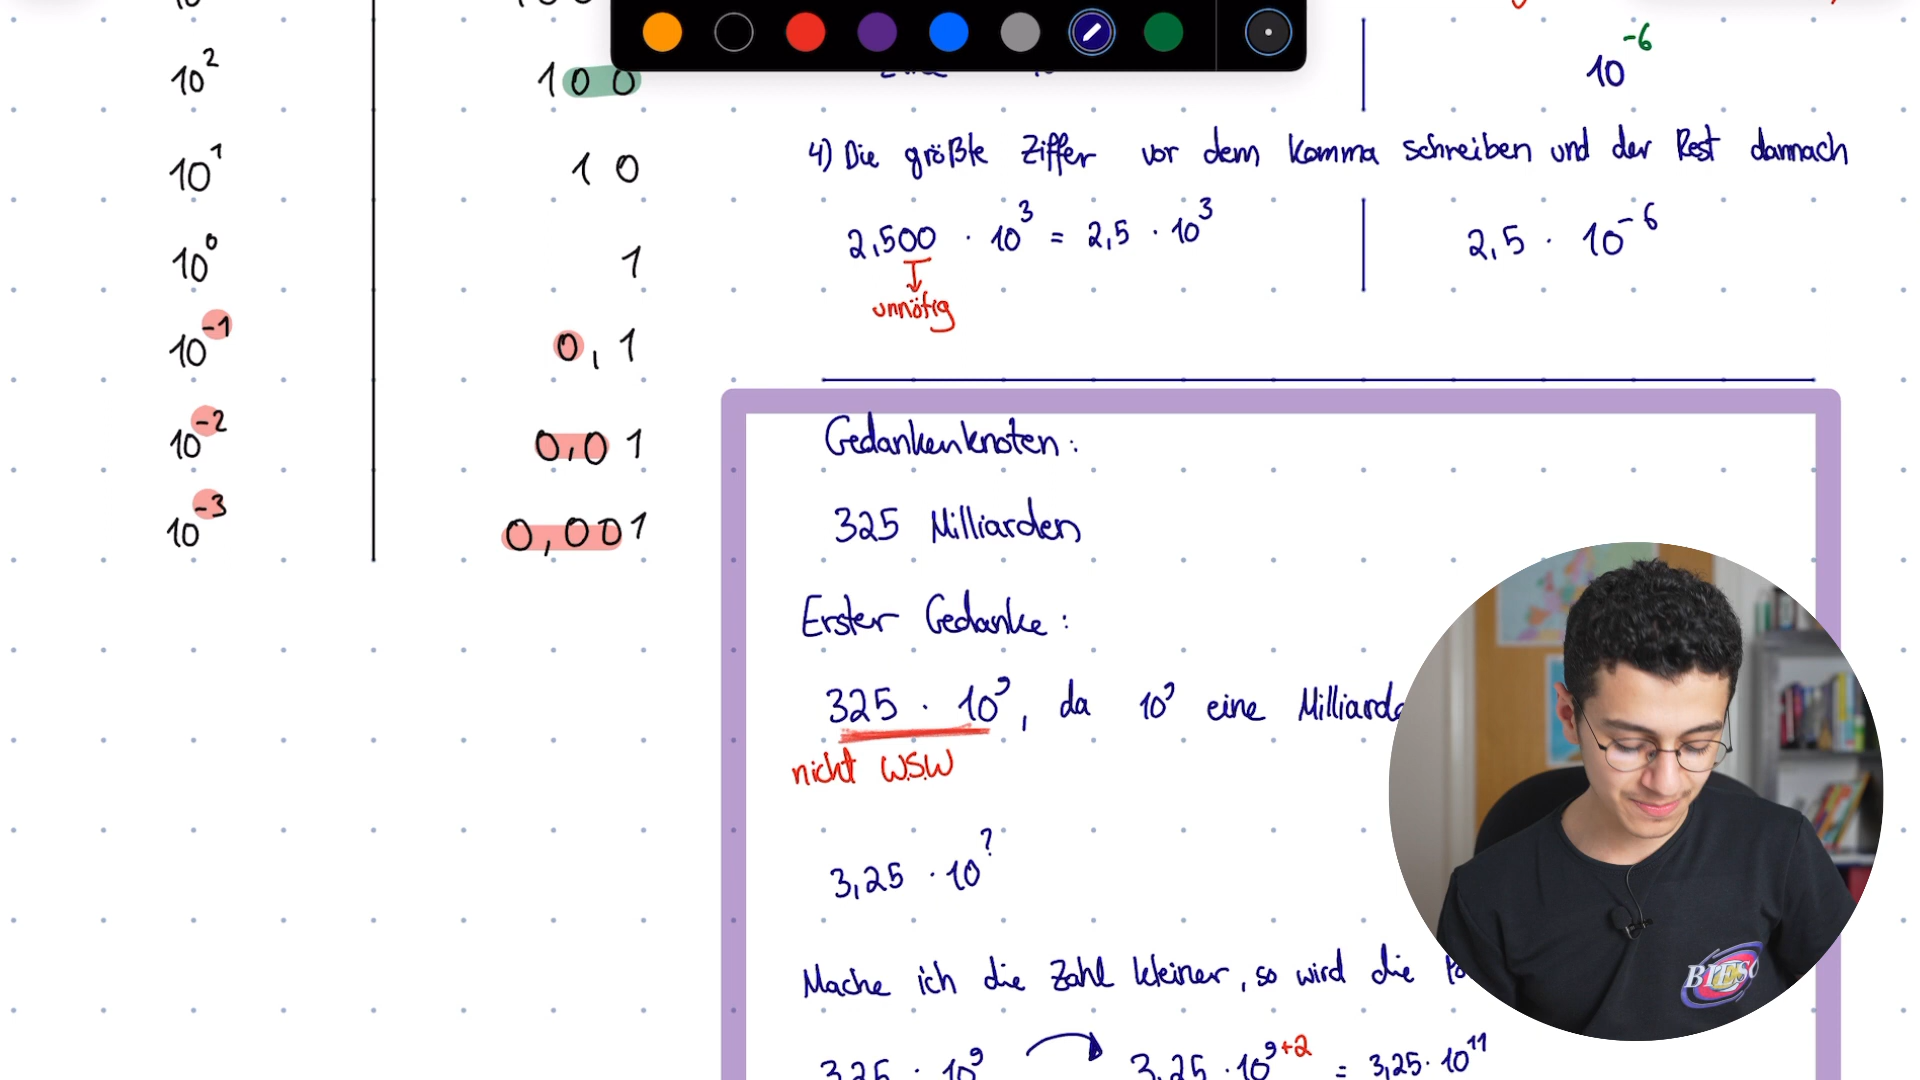 10² 100
10¹ 10
10⁰ 1
10⁻¹ 0,1
10⁻² 0,01
10⁻³ 0,001
10⁻⁶
4) Die größte Ziffer vor dem Komma schreiben und der Rest dannach
2,500 · 10³ = 2,5 · 10³
2,5 · 10⁻⁶
unnötig
Gedankenknoten:
325 Milliarden
Erster Gedanke:
325 · 10⁹, da 10⁹ eine
nicht W.S.W
3,25 · 10^?
Mache ich die Zahl kleiner, so wird die
325 · 10⁹ 3,25 · 10⁹⁺² = 3,25 · 10¹¹